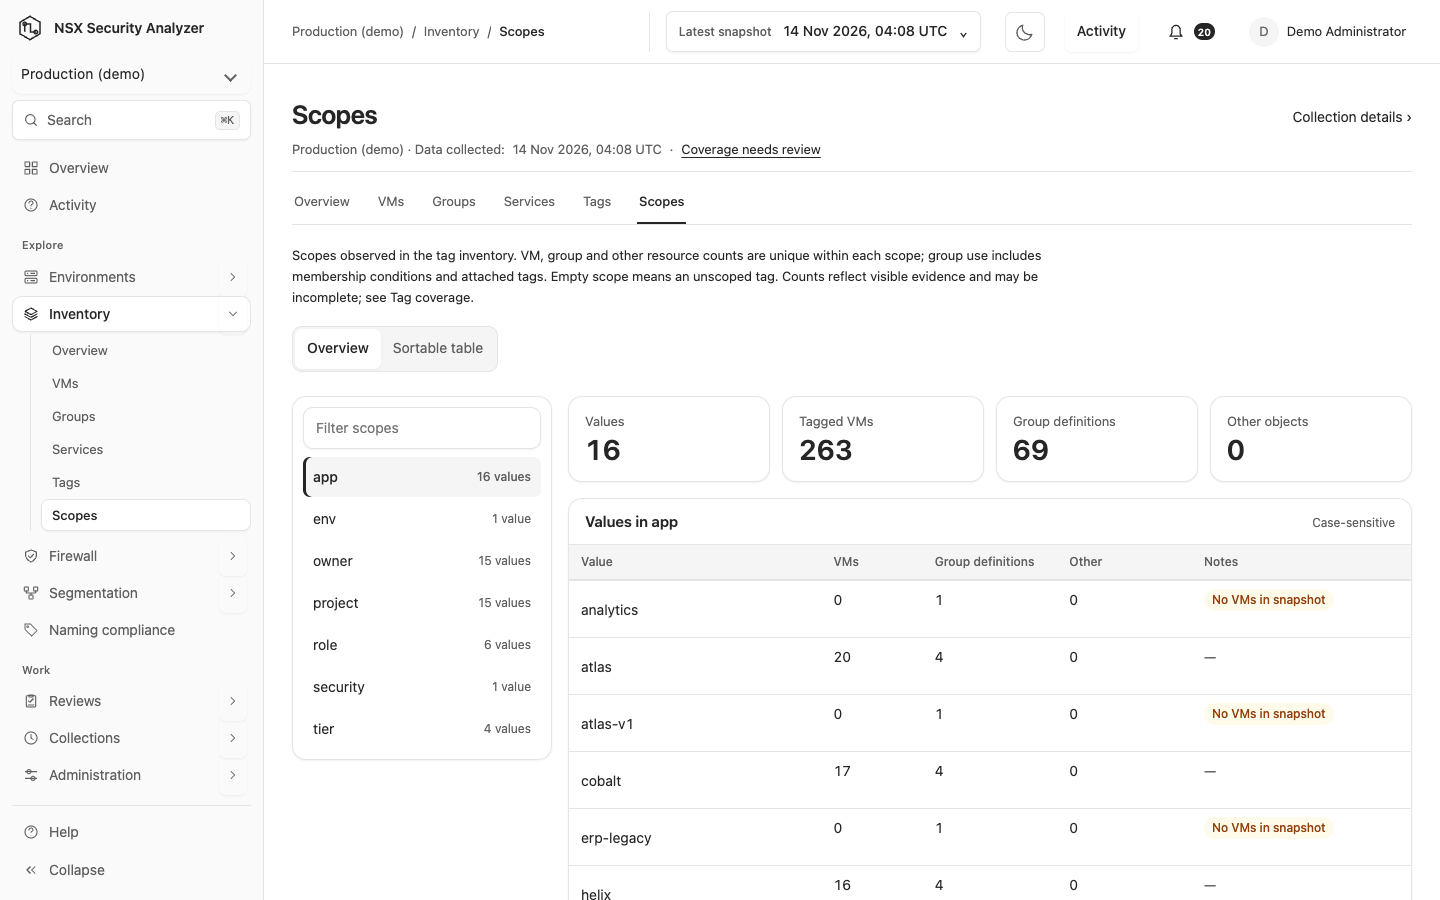 NSX Security Analyzer
Production (demo)
Search ⌘K
Overview
Activity
Explore
Environments
Inventory
Overview
VMs
Groups
Services
Tags
Scopes
Firewall
Segmentation
Naming compliance
Work
Reviews
Collections
Administration
Help
Collapse
Production (demo) / Inventory / Scopes
Latest snapshot 14 Nov 2026, 04:08 UTC
Activity
20
D Demo Administrator
Scopes
Collection details ›
Production (demo) · Data collected: 14 Nov 2026, 04:08 UTC · Coverage needs review
Overview VMs Groups Services Tags Scopes
Scopes observed in the tag inventory. VM, group and other resource counts are unique within each scope; group use includes
membership conditions and attached tags. Empty scope means an unscoped tag. Counts reflect visible evidence and may be
incomplete; see Tag coverage.
Overview Sortable table
Filter scopes
app 16 values
env 1 value
owner 15 values
project 15 values
role 6 values
security 1 value
tier 4 values
Values
16
Tagged VMs
263
Group definitions
69
Other objects
0
Values in app Case-sensitive
Value VMs Group definitions Other Notes
analytics 0 1 0 No VMs in snapshot
atlas 20 4 0 —
atlas-v1 0 1 0 No VMs in snapshot
cobalt 17 4 0 —
erp-legacy 0 1 0 No VMs in snapshot
helix 16 4 0 —